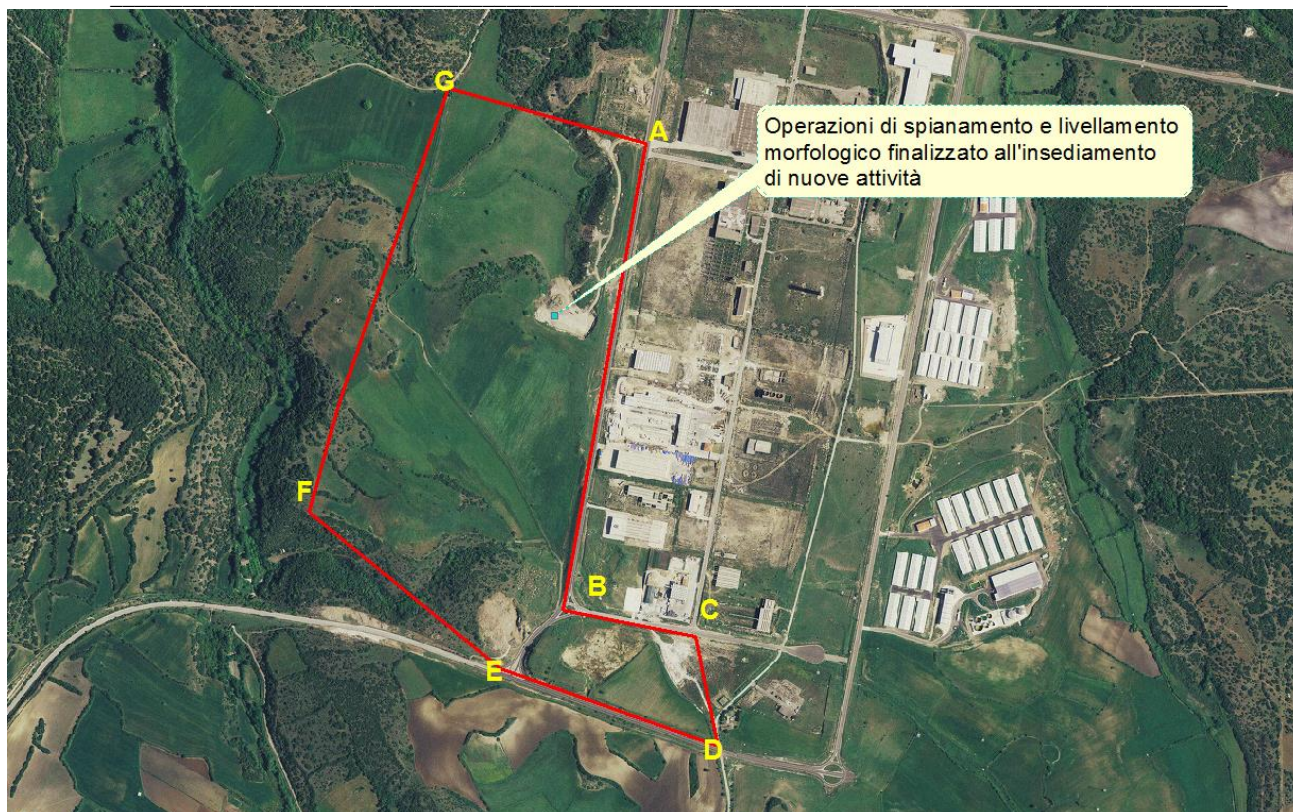 G
A
Operazioni di spianamento e livellamento
morfologico finalizzato all'insediamento
di nuove attività
F
B
C
E
D